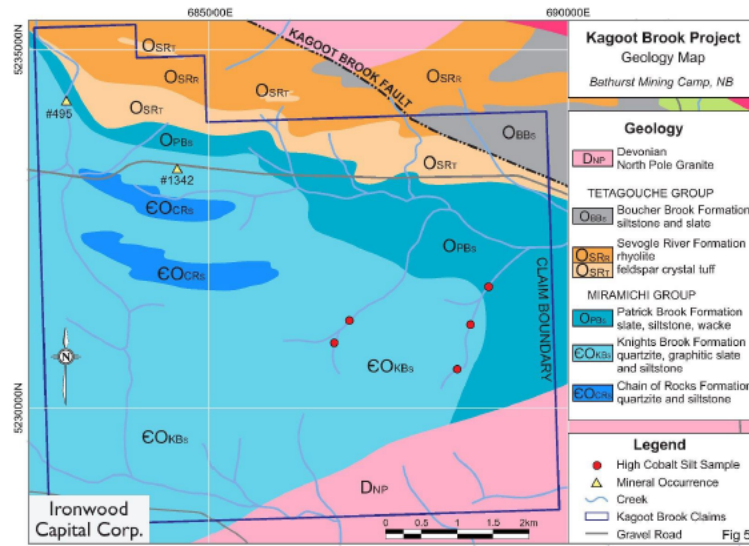 685000E
690000E
5235000N
5230000N
Kagoot Brook Project
Geology Map
Bathurst Mining Camp, NB
OSRT
OSRR
OSRT
OSRT
OSRR
KAGOOT BROOK FAULT
#495
OPBS
OBBS
OSRT
#1342
ЄOCRS
OPBS
ЄOCRS
CLAIM BOUNDARY
N
ЄOKBS
ЄOKBS
DNP
Ironwood
Capital Corp.
0 0.5 1 1.5 2km
Geology
DNP Devonian
North Pole Granite
TETAGOUCHE GROUP
OBBS Boucher Brook Formation
siltstone and slate
OSRR Sevogle River Formation
rhyolite
OSRT feldspar crystal tuff
MIRAMICHI GROUP
OPBS Patrick Brook Formation
slate, siltstone, wacke
ЄOKBS Knights Brook Formation
quartzite, graphitic slate
and siltstone
ЄOCRS Chain of Rocks Formation
quartzite and siltstone
Legend
High Cobalt Silt Sample
Mineral Occurrence
Creek
Kagoot Brook Claims
Gravel Road
Fig 5